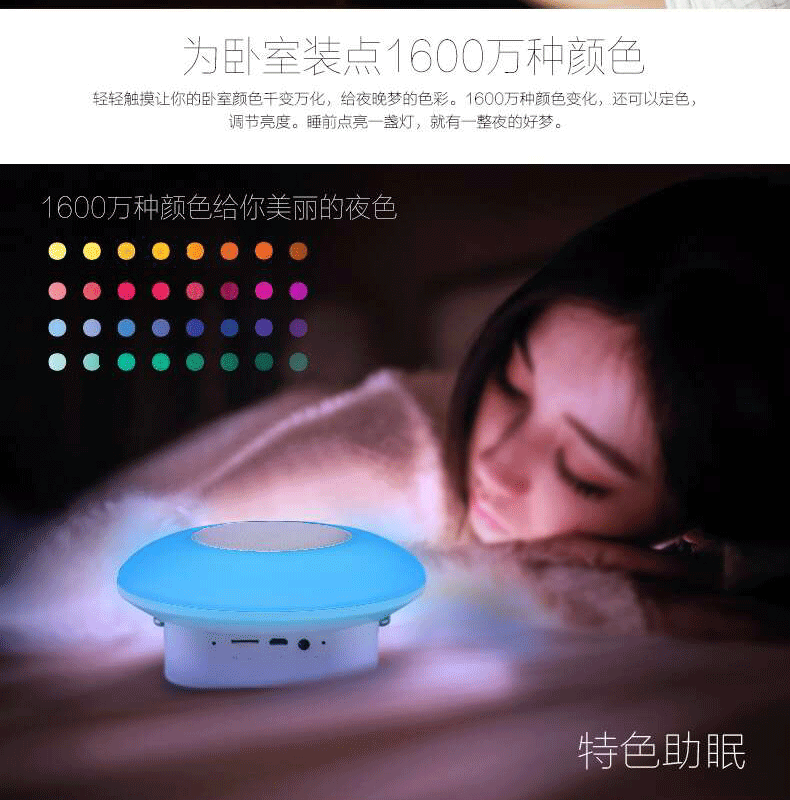 为卧室装点1600万种颜色
轻轻触摸让你的卧室颜色千变万化，给夜晚梦的色彩。1600万种颜色变化，还可以定色，
调节亮度。睡前点亮一盏灯，就有一整夜的好梦。
1600万种颜色给你美丽的夜色
特色助眠